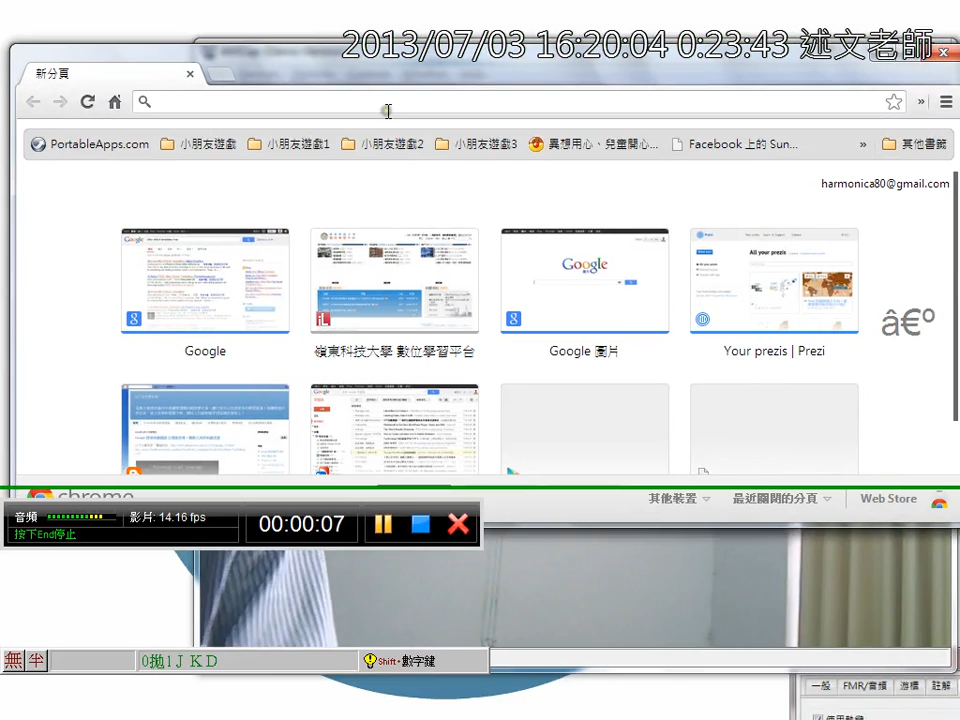 2013/07/03 16:20:04 0:23:43 述文老師
新分頁
PortableApps.com 小朋友遊戲 小朋友遊戲1 小朋友遊戲2 小朋友遊戲3 異想用心、兒童開心... Facebook 上的 Sun... » 其他書籤
harmonica80@gmail.com
Google
All your prezis
›
Google 嶺東科技大學 數位學習平台 Google 圖片 Your prezis | Prezi
chrome 其他裝置 最近關閉的分頁 Web Store
音頻 影片: 14.16 fps 00:00:07
按下End停止
無 半 0拋1 J K D Shift+數字鍵
一般 FMR/音頻 游標 註解